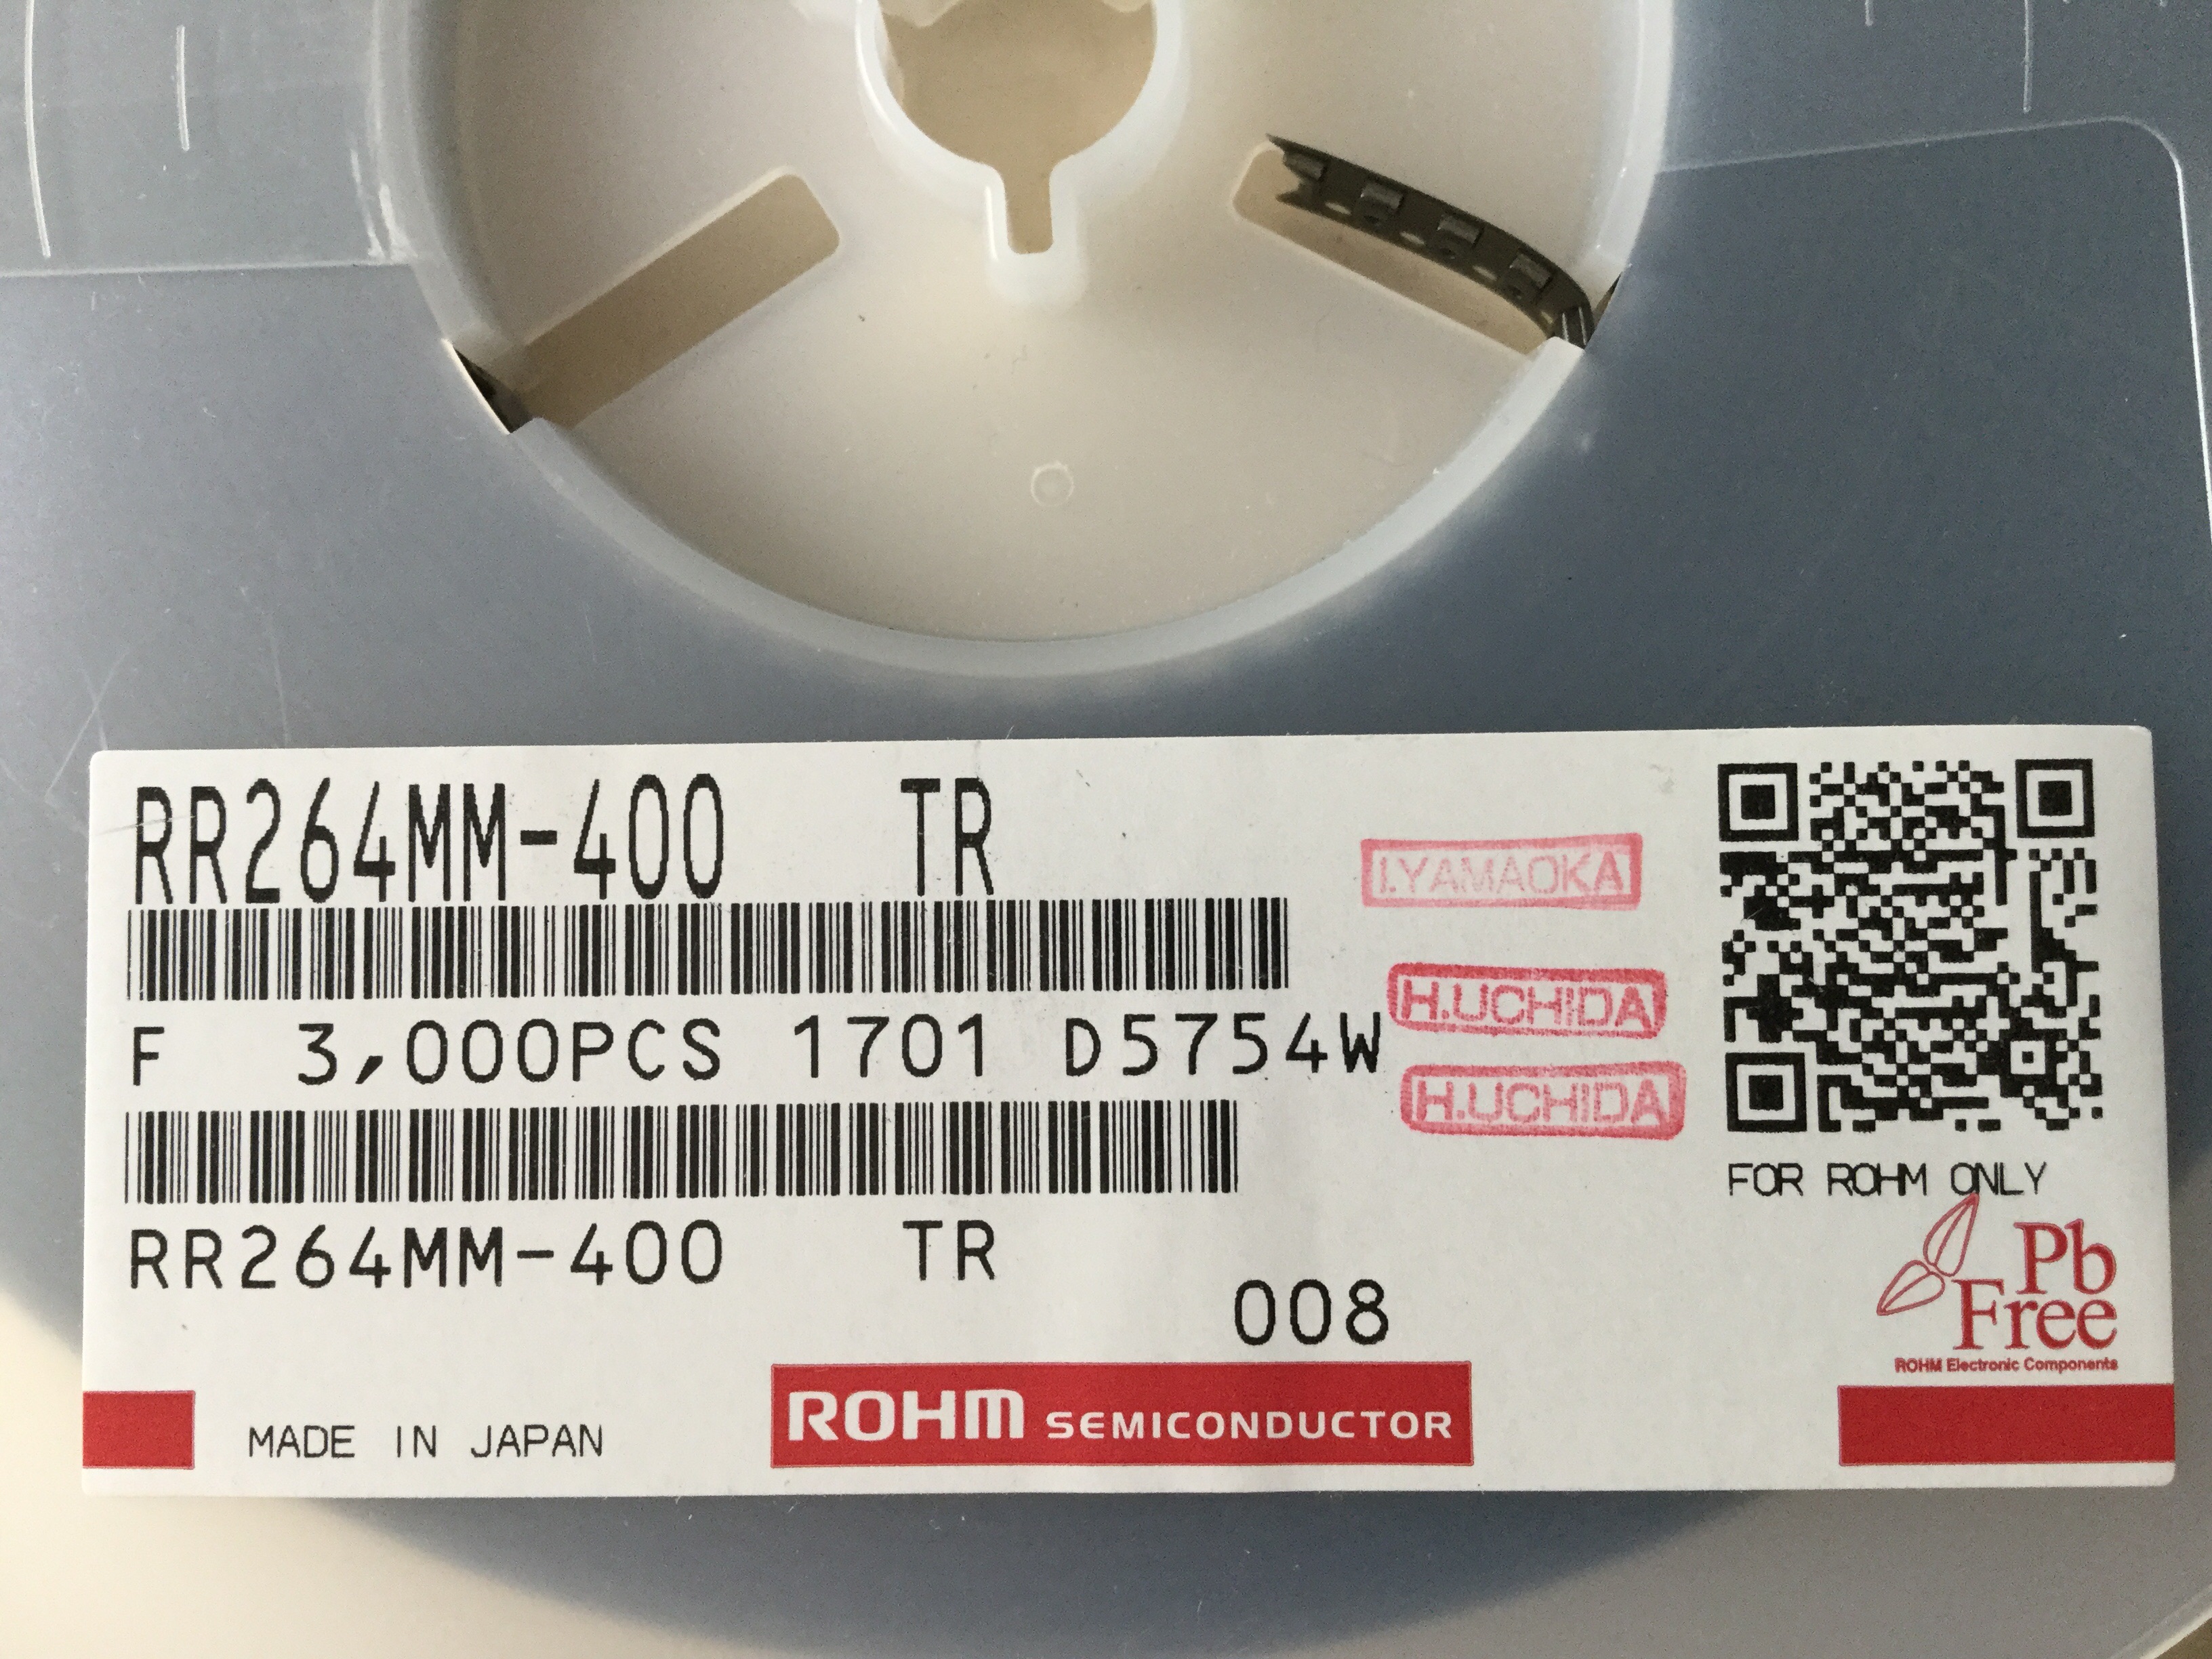 RR264MM-400 TR
I.YAMAOKA
F 3,000PCS 1701 D5754W
H.UCHIDA
H.UCHIDA
FOR ROHM ONLY
RR264MM-400 TR
008
Pb
Free
ROHM Electronic Components
MADE IN JAPAN
ROHM SEMICONDUCTOR